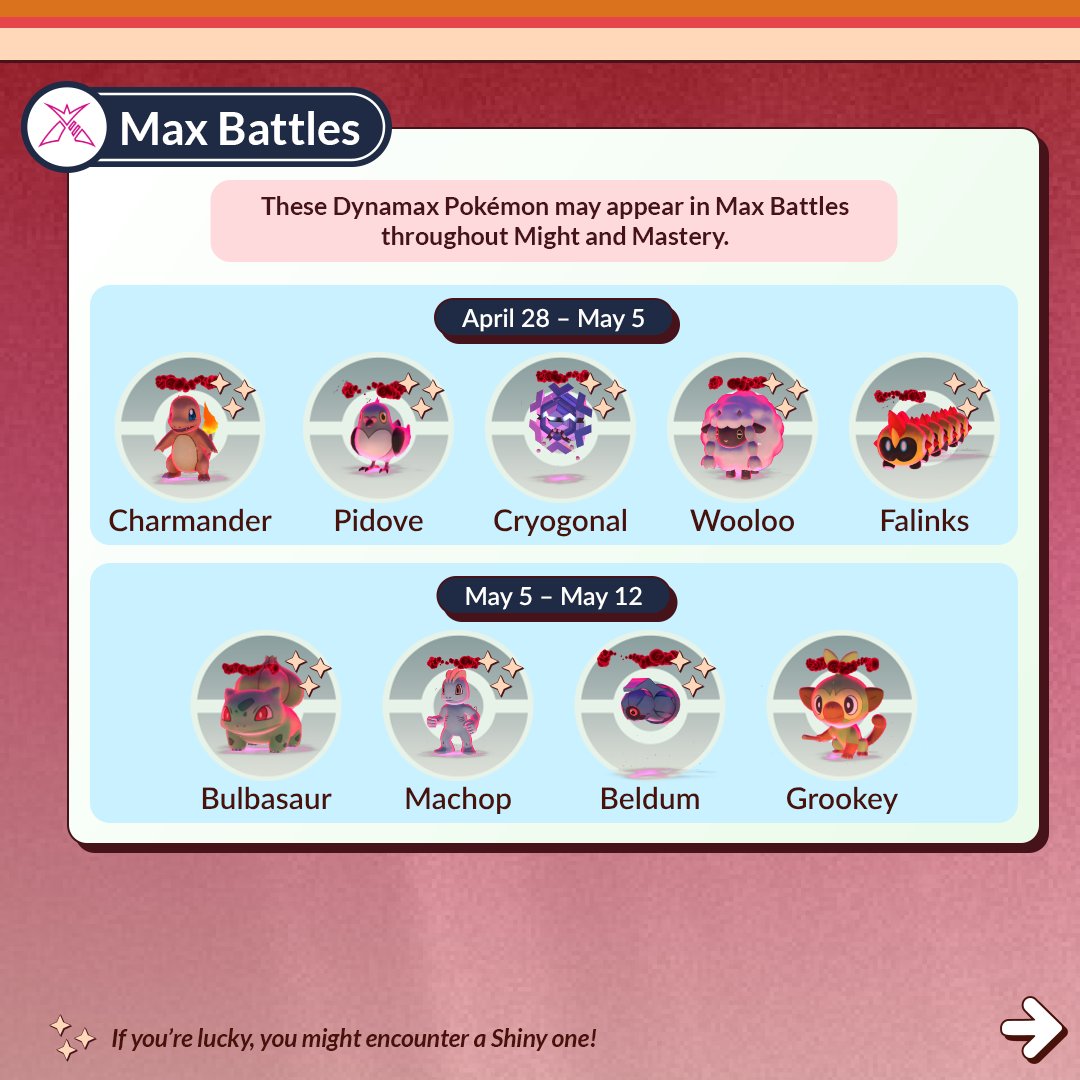 Max Battles
These Dynamax Pokémon may appear in Max Battles
throughout Might and Mastery.
April 28 – May 5
Charmander Pidove Cryogonal Wooloo Falinks
May 5 – May 12
Bulbasaur Machop Beldum Grookey
If you’re lucky, you might encounter a Shiny one!